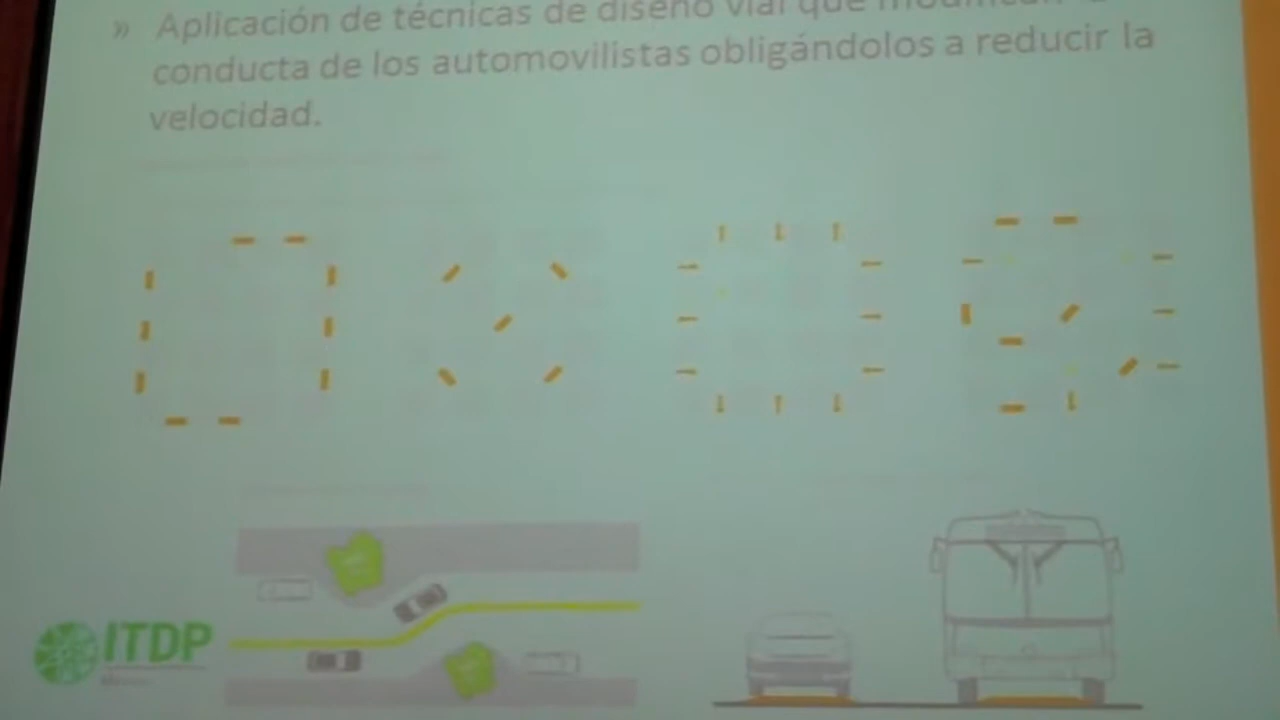 » Aplicación de técnicas de diseño vial que
conducta de los automovilistas obligándolos a reducir la
velocidad.
ITDP